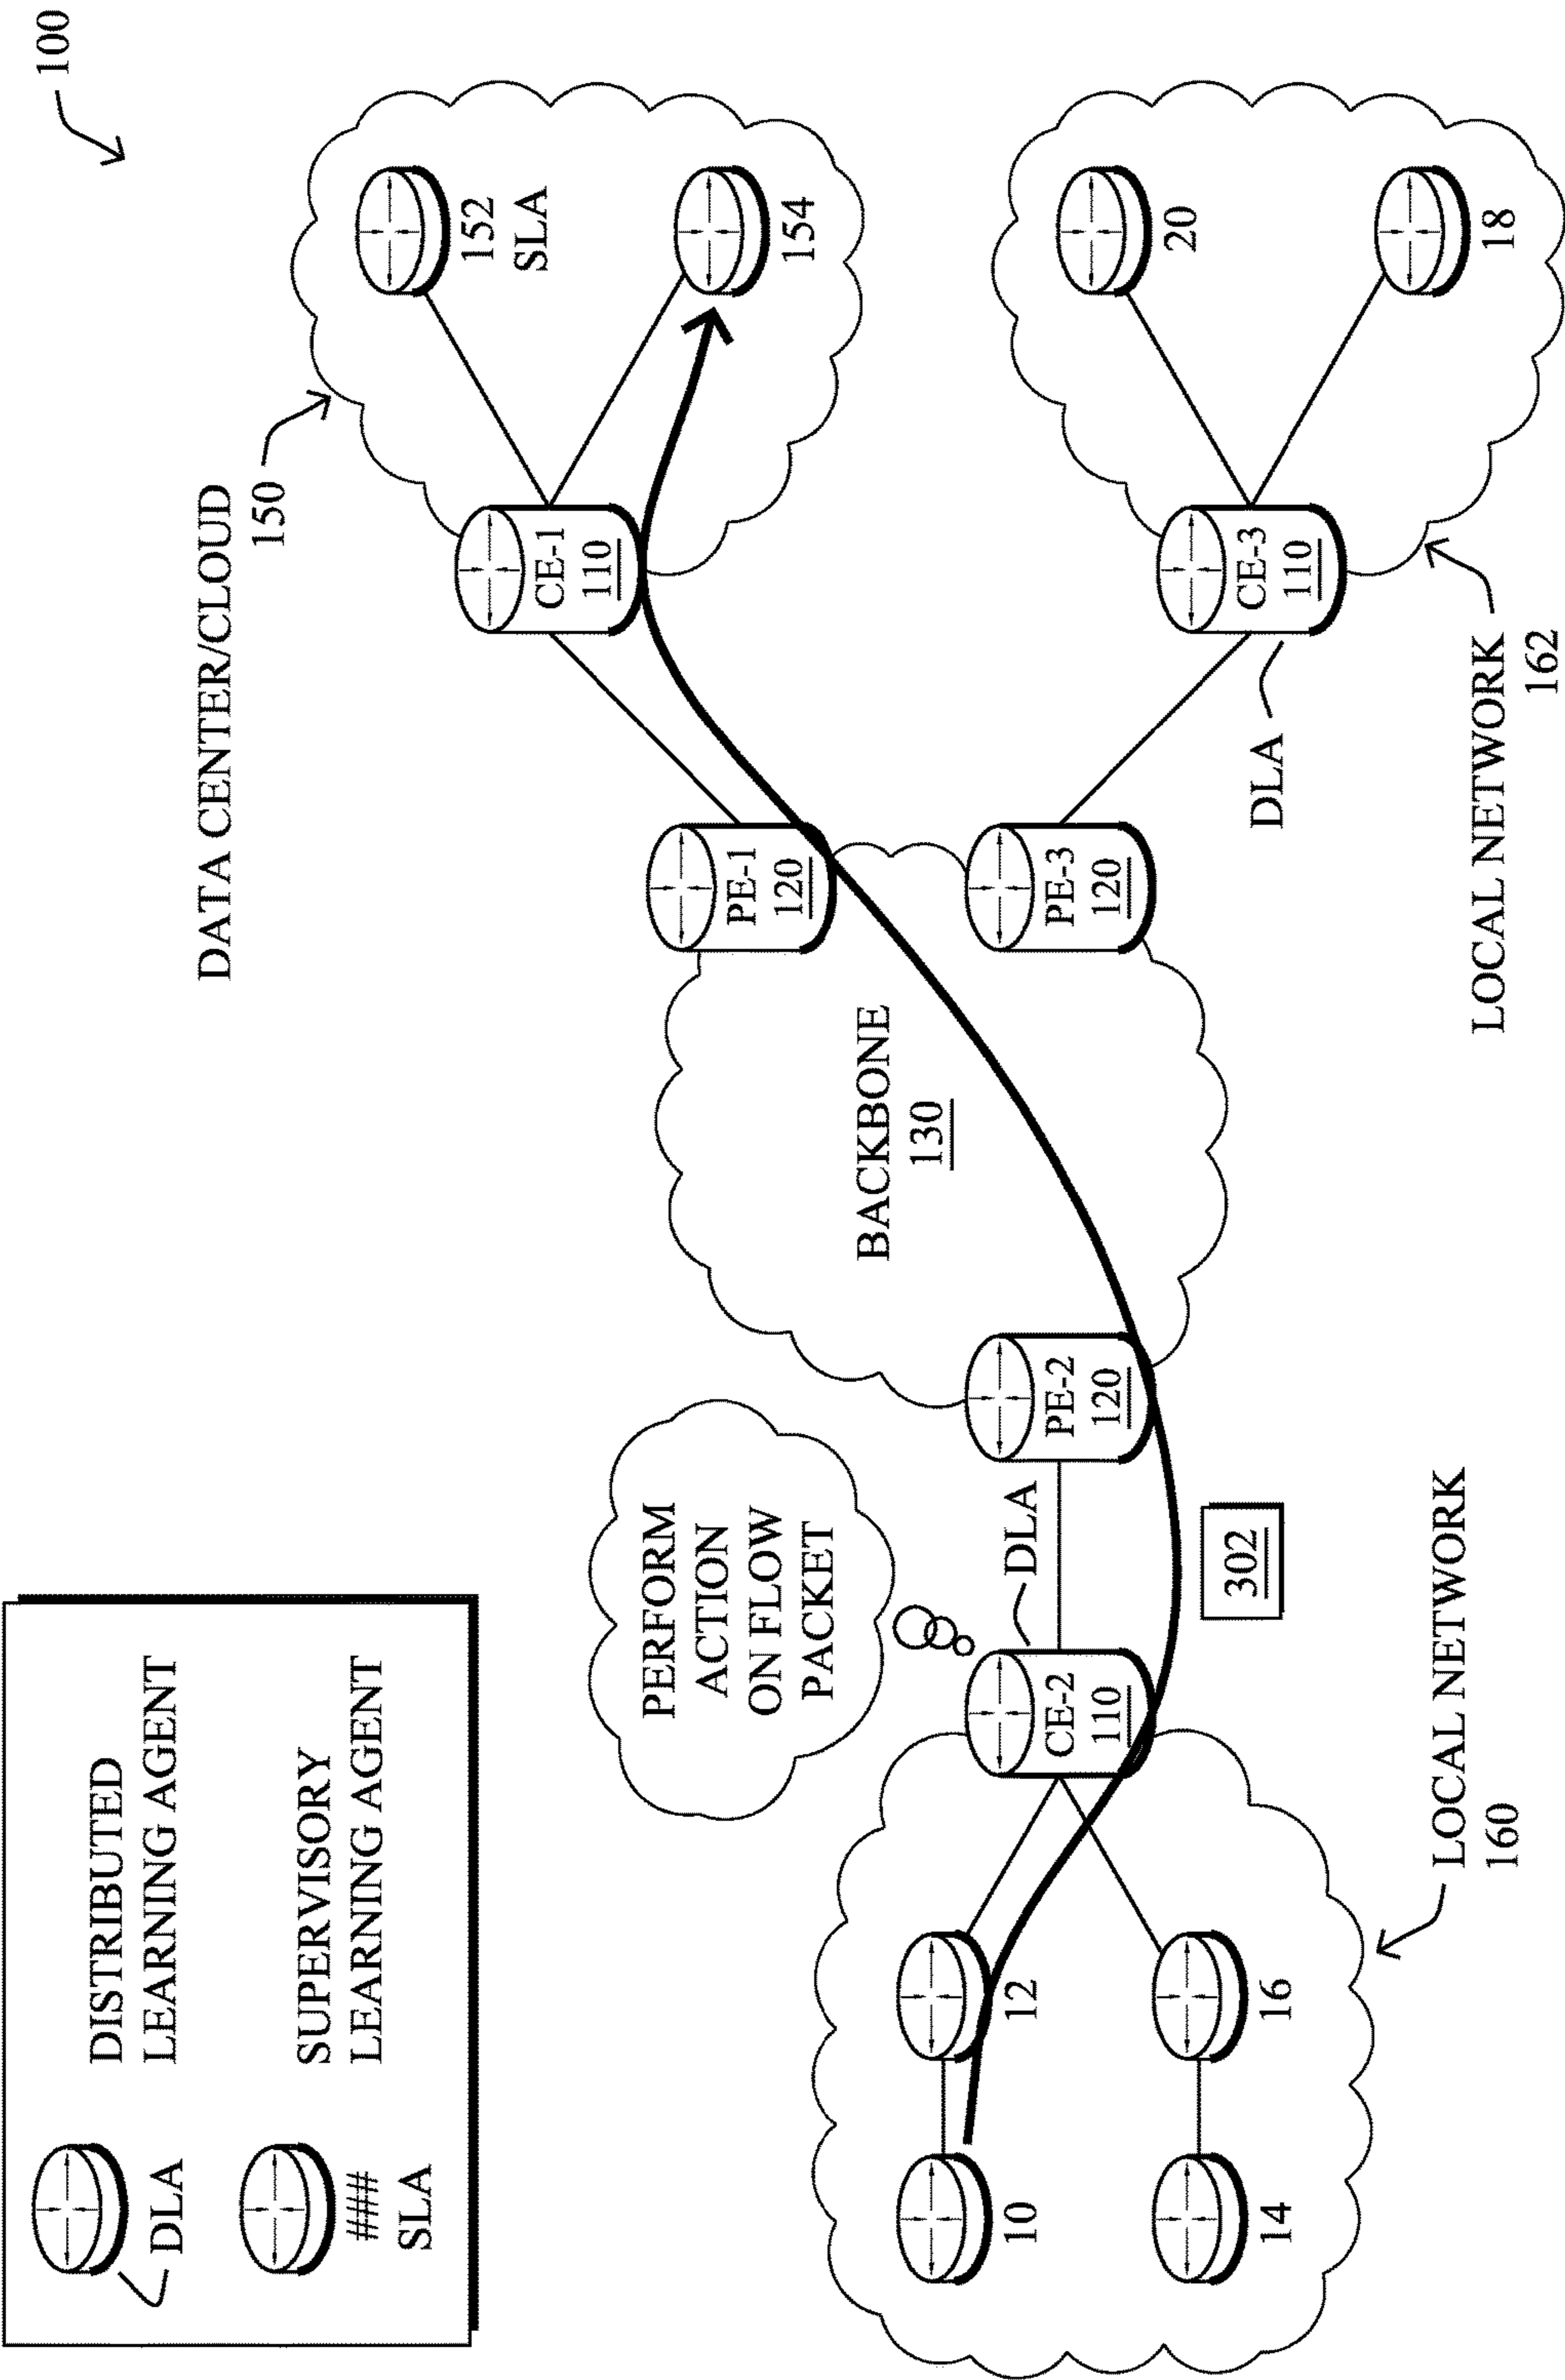 100
DISTRIBUTED
LEARNING AGENT
DLA
SUPERVISORY
LEARNING AGENT
###
SLA
DATA CENTER/CLOUD
150
152
SLA
154
CE-1
110
PERFORM
ACTION
ON FLOW
PACKET
PE-1
120
BACKBONE
130
DLA
10
12
14
16
CE-2
110
PE-2
120
PE-3
120
CE-3
110
20
18
DLA
302
LOCAL NETWORK
160
LOCAL NETWORK
162